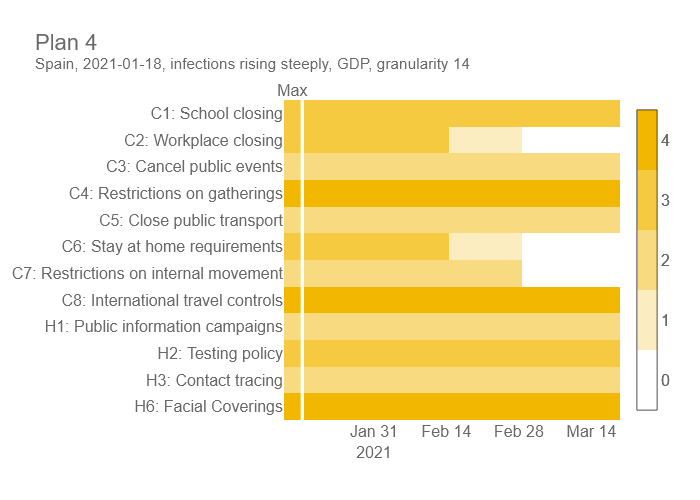 Plan 4
Spain, 2021-01-18, infections rising steeply, GDP, granularity 14
Max
C1: School closing
C2: Workplace closing
C3: Cancel public events
C4: Restrictions on gatherings
C5: Close public transport
C6: Stay at home requirements
C7: Restrictions on internal movement
C8: International travel controls
H1: Public information campaigns
H2: Testing policy
H3: Contact tracing
H6: Facial Coverings
Jan 31 Feb 14 Feb 28 Mar 14
2021
4
3
2
1
0